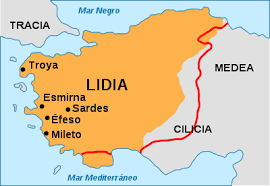 Mar Negro
TRACIA
Troya
LIDIA
MEDEA
Esmirna
Sardes
Éfeso
Mileto
CILICIA
Mar Mediterráneo